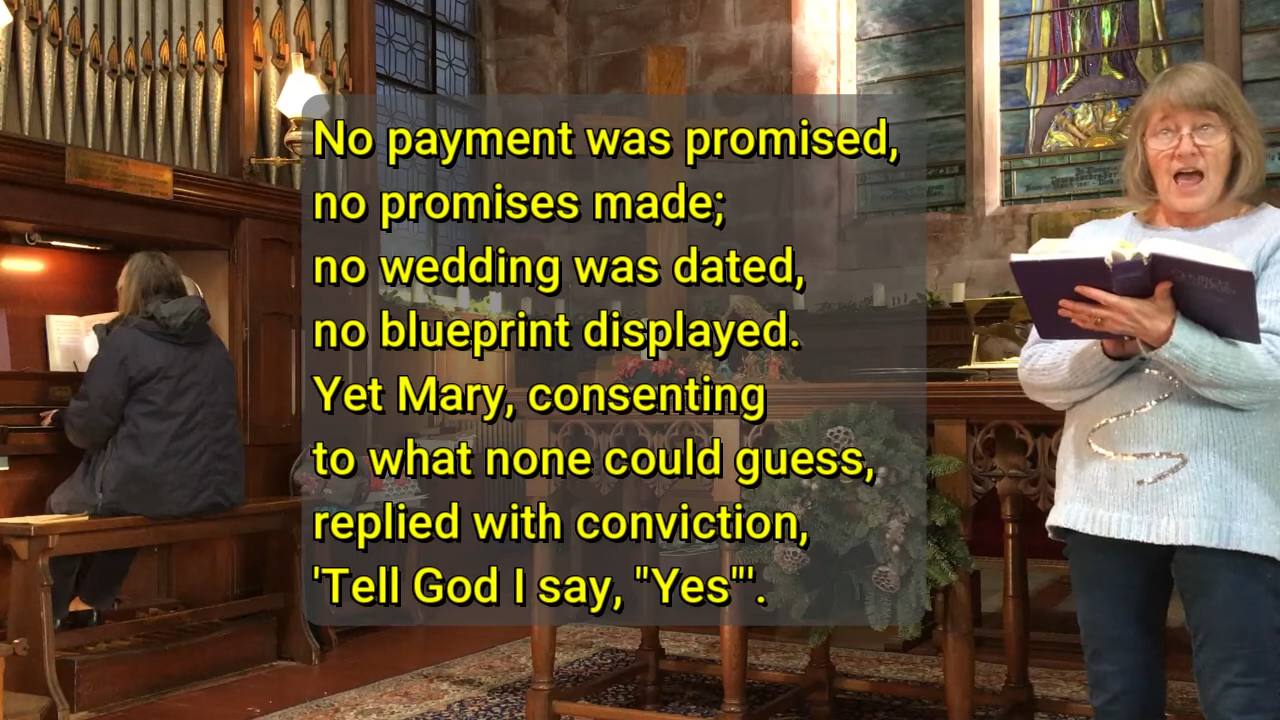 No payment was promised,
no promises made;
no wedding was dated,
no blueprint displayed.
Yet Mary, consenting
to what none could guess,
replied with conviction,
'Tell God I say, "Yes"'.